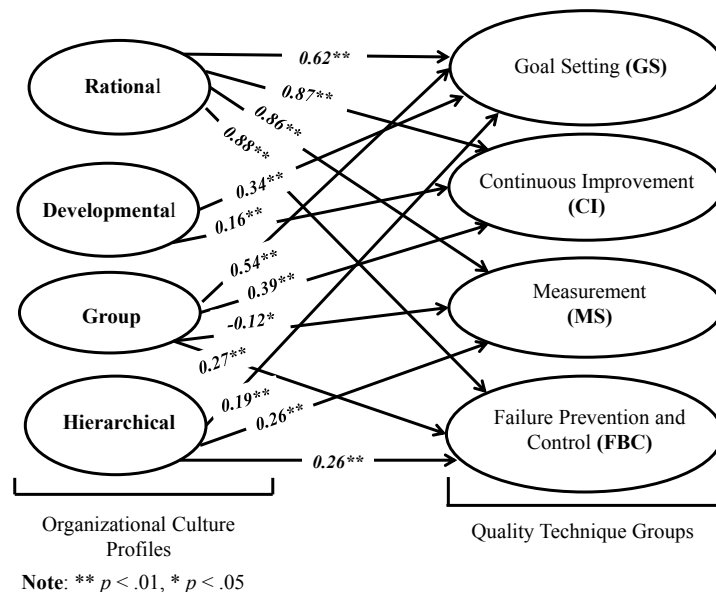 Rational
Developmental
Group
Hierarchical
0.62**
0.87**
0.86**
0.88**
0.34**
0.16**
0.54**
0.39**
-0.12*
0.27**
0.19**
0.26**
0.26**
Goal Setting (GS)
Continuous Improvement
(CI)
Measurement
(MS)
Failure Prevention and
Control (FBC)
Organizational Culture
Profiles
Quality Technique Groups
Note: ** p < .01, * p < .05